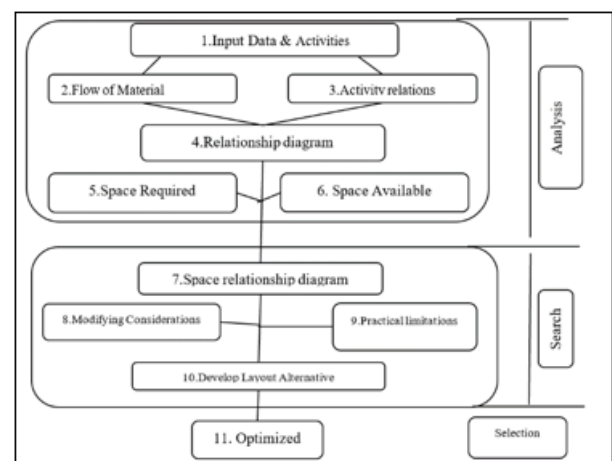 1.Input Data & Activities
2.Flow of Material
3.Activity relations
4.Relationship diagram
5.Space Required
6. Space Available
Analysis
7.Space relationship diagram
8.Modifying Considerations
9.Practical limitations
10.Develop Layout Alternative
Search
11. Optimized
Selection